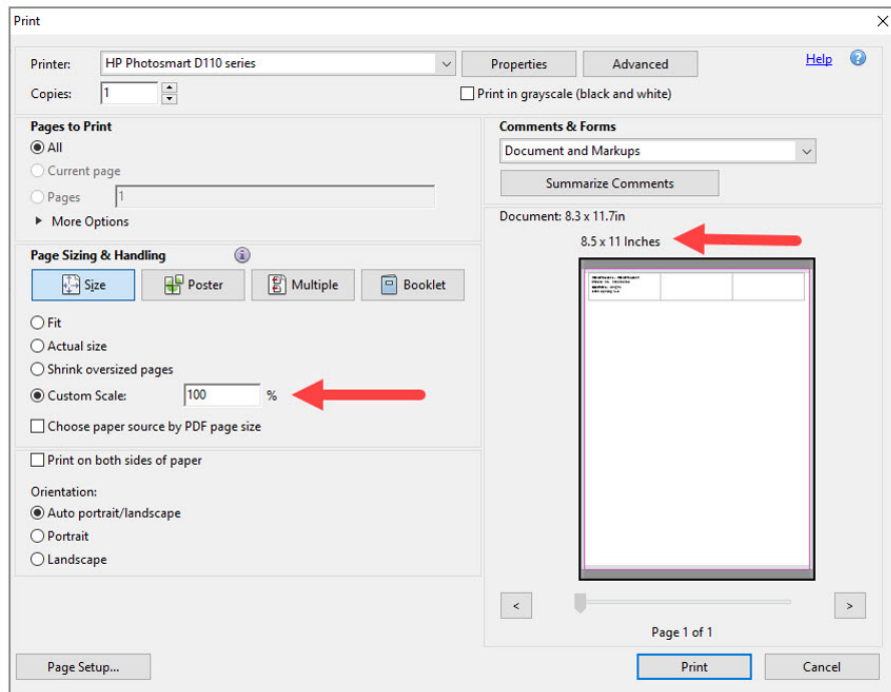 Print
Printer: HP Photosmart D110 series Properties Advanced Help ?
Copies: 1 Print in grayscale (black and white)
Pages to Print
All
Current page
Pages 1
More Options
Page Sizing & Handling i
Size Poster Multiple Booklet
Fit
Actual size
Shrink oversized pages
Custom Scale: 100 %
Choose paper source by PDF page size
Print on both sides of paper
Orientation:
Auto portrait/landscape
Portrait
Landscape
Comments & Forms
Document and Markups
Summarize Comments
Document: 8.3 x 11.7in
8.5 x 11 Inches
< >
Page 1 of 1
Page Setup... Print Cancel